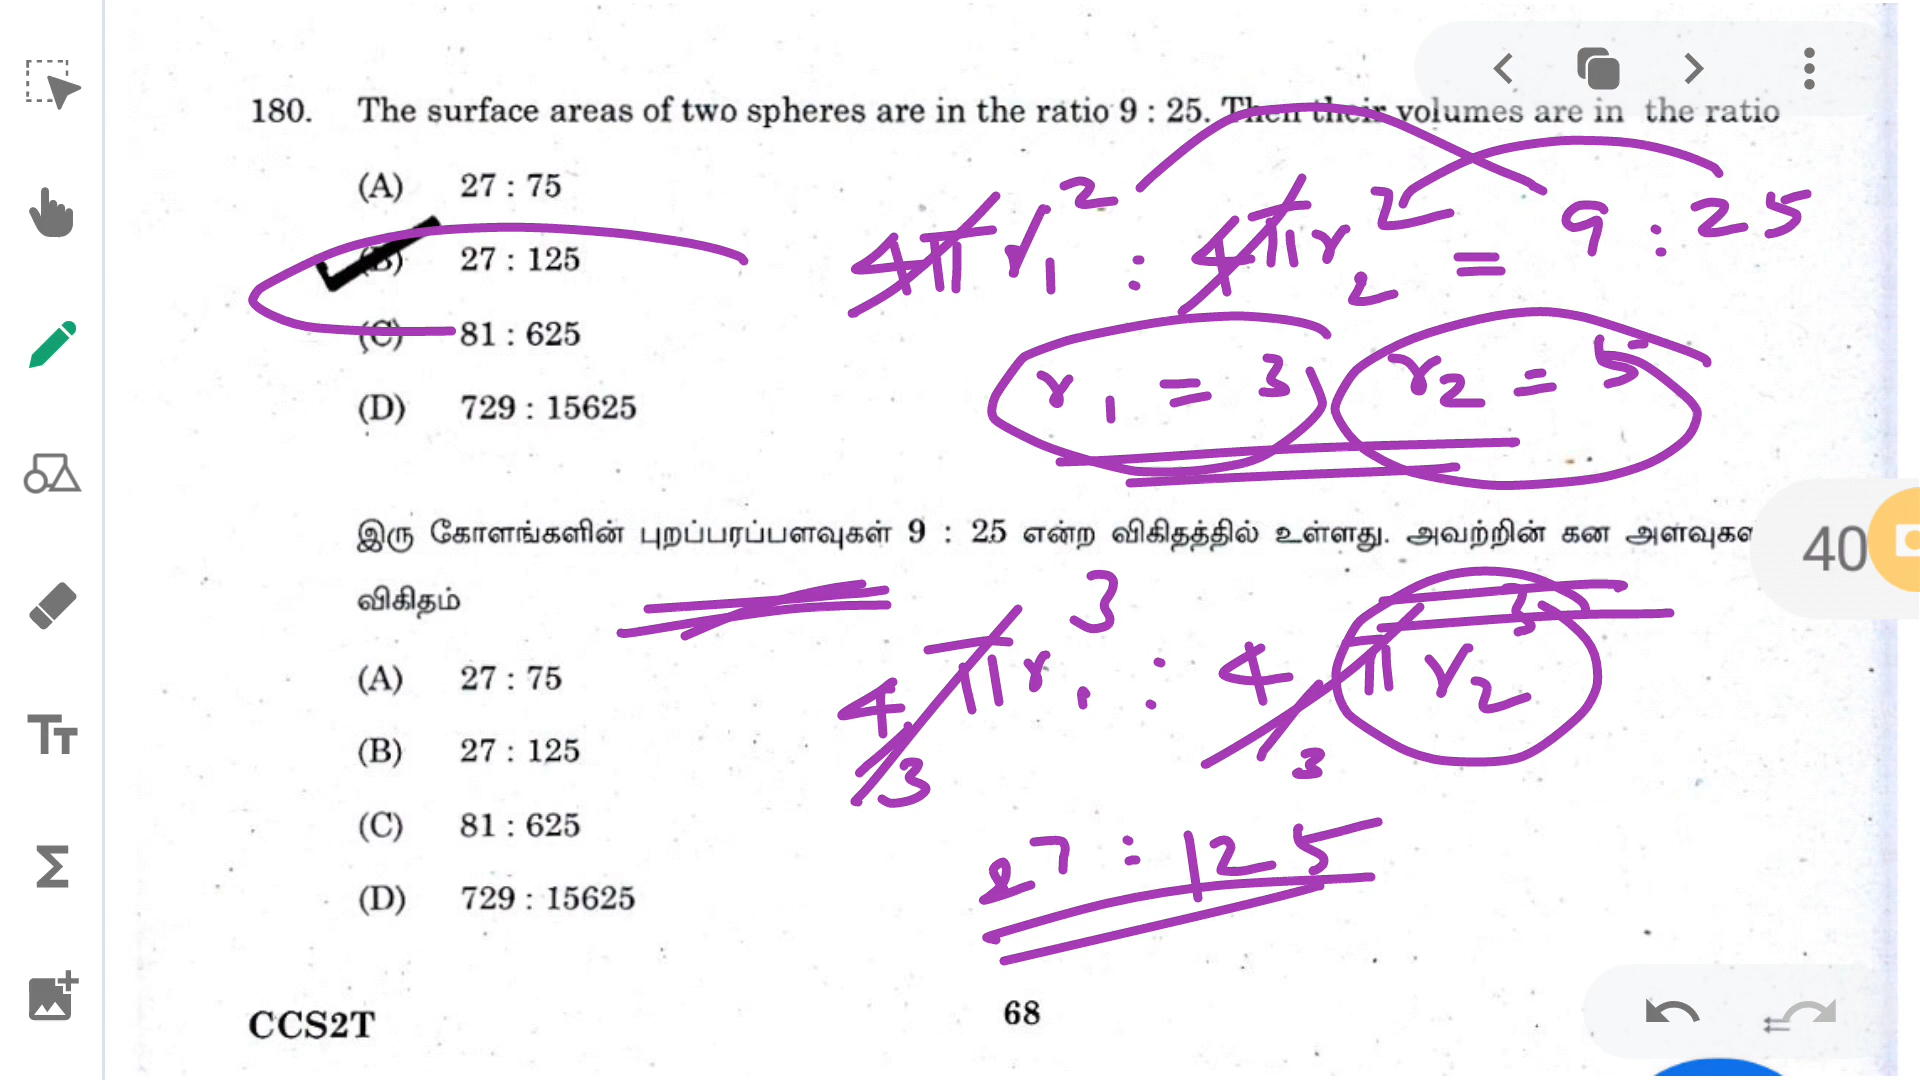 180. The surface areas of two spheres are in the ratio 9 : 25. Then their volumes are in the ratio
(A) 27 : 75
(B) 27 : 125
(C) 81 : 625
(D) 729 : 15625
4πr₁² : 4πr₂² = 9 : 25
r₁ = 3 r₂ = 5
இரு கோளங்களின் புறப்பரப்பளவுகள் 9 : 25 என்ற விகிதத்தில் உள்ளது. அவற்றின் கன அளவுகள
விகிதம்
4/3 πr₁³ : 4/3 πr₂³
(A) 27 : 75
(B) 27 : 125
(C) 81 : 625
(D) 729 : 15625
27 : 125
CCS2T 68
40
Tт
Σ